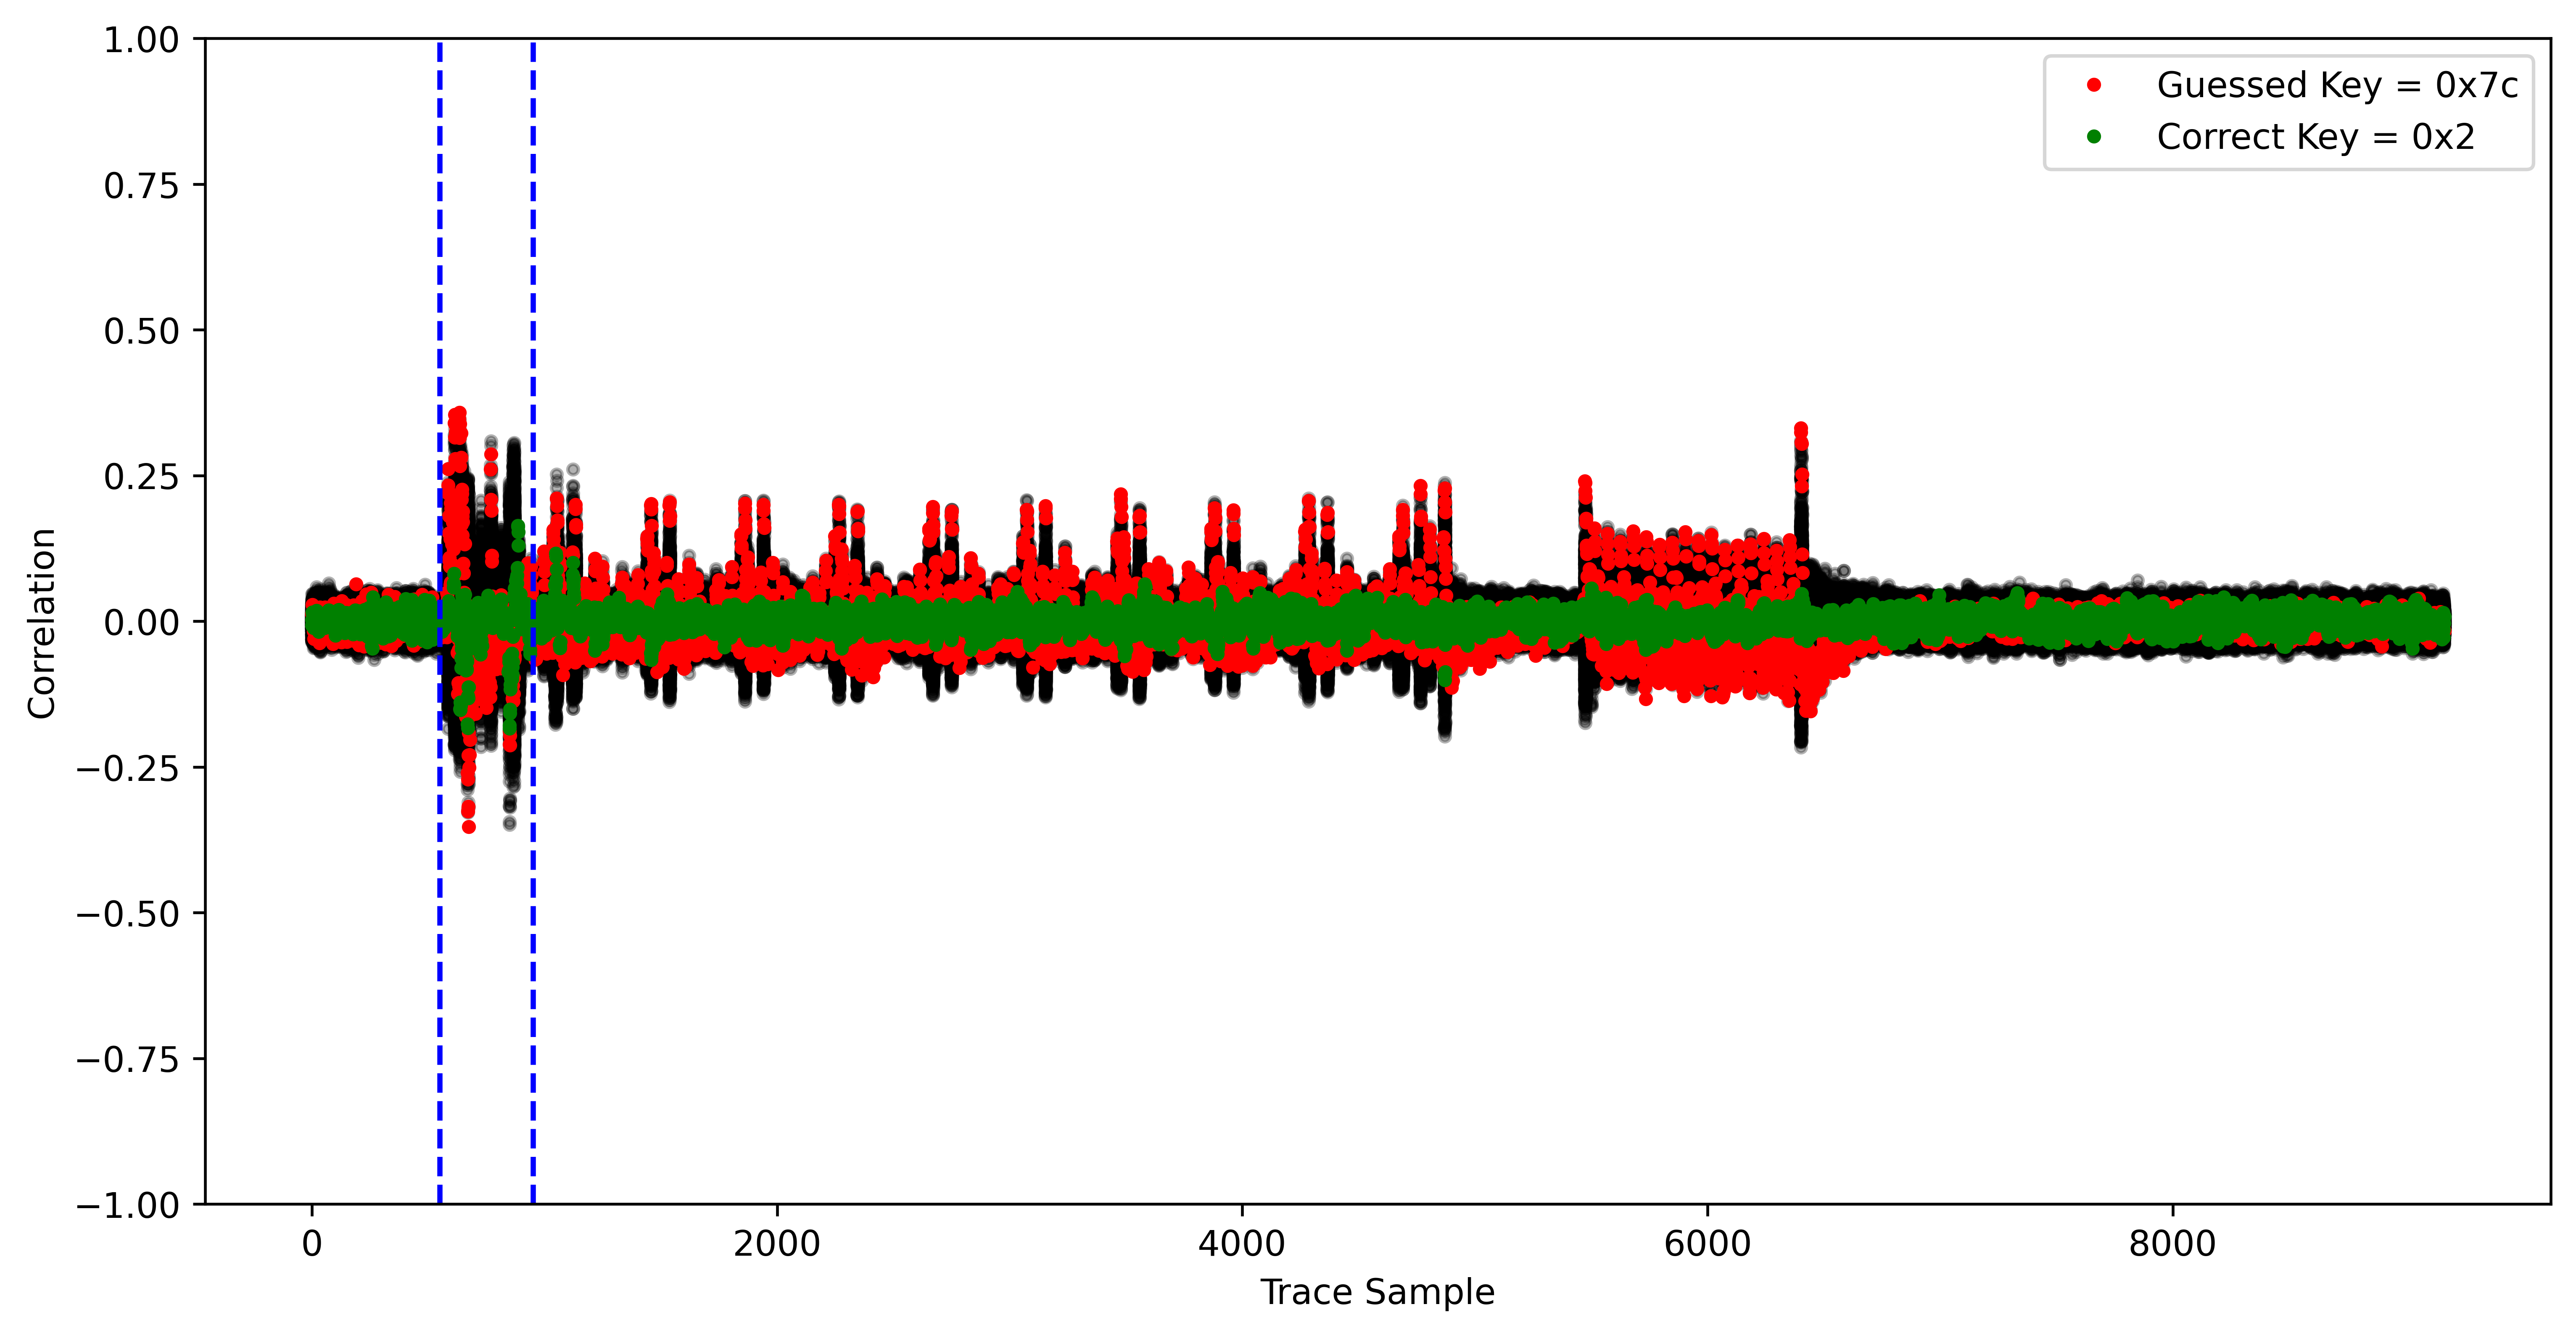 1.00
0.75
0.50
0.25
0.00
−0.25
−0.50
−0.75
−1.00
Correlation
Guessed Key = 0x7c
Correct Key = 0x2
0 2000 4000 6000 8000
Trace Sample